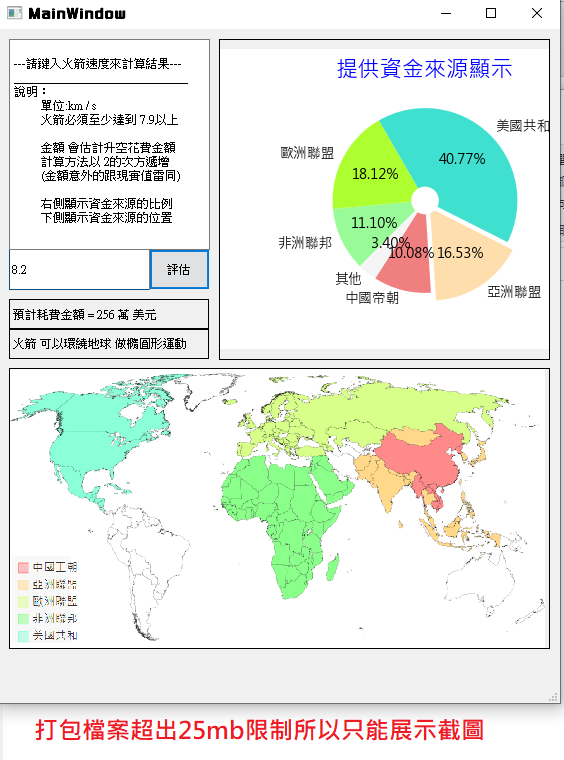 MainWindow
---請鍵入火箭速度來計算結果---
說明：
單位:km / s
火箭必須至少達到 7.9以上
金額 會估計升空花費金額
計算方法以 2的次方遞增
(金額意外的跟現實值雷同)
右側顯示資金來源的比例
下側顯示資金來源的位置
8.2
評估
預計耗費金額 = 256 萬 美元
火箭 可以環繞地球 做橢圓形運動
提供資金來源顯示
美國共和
40.77%
歐洲聯盟
18.12%
非洲聯邦
11.10%
其他
3.40%
中國帝朝
10.08%
亞洲聯盟
16.53%
中國王朝
亞洲聯盟
歐洲聯盟
非洲聯邦
美國共和
打包檔案超出25mb限制所以只能展示截圖